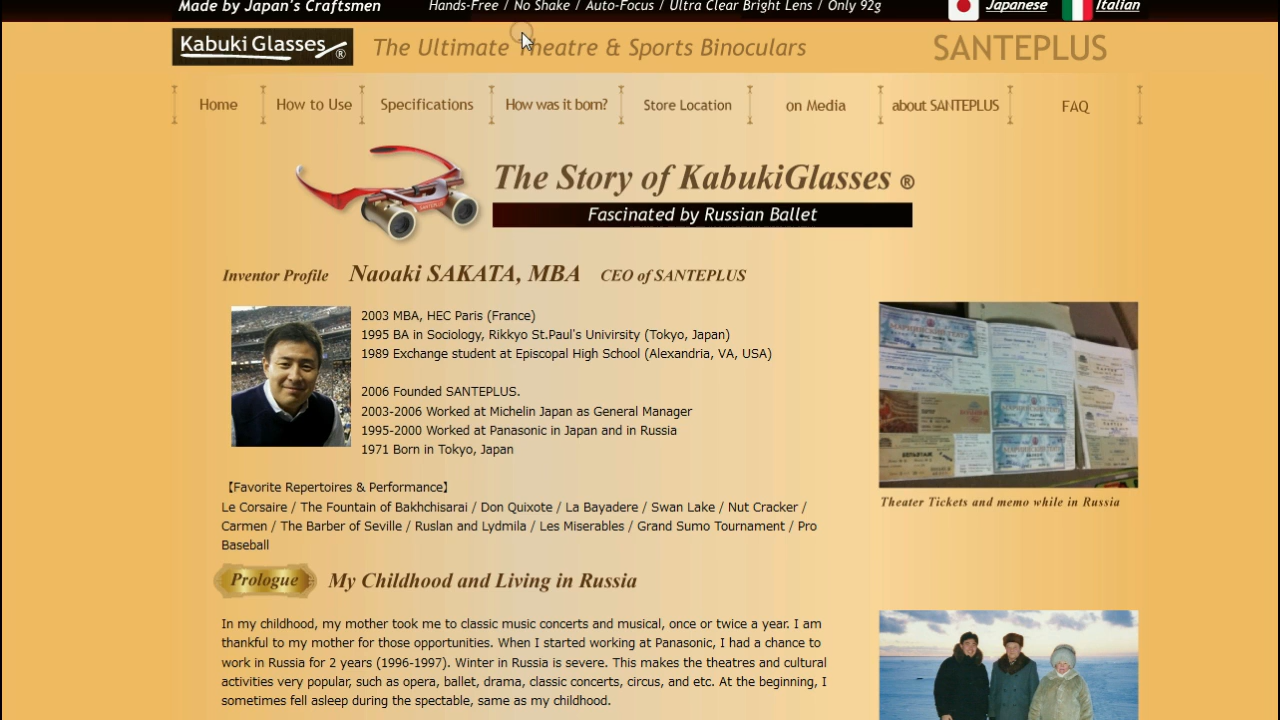 Made by Japan's Craftsmen
Hands-Free / No Shake / Auto-Focus / Ultra Clear Bright Lens / Only 92g
Japanese
Italian
Kabuki Glasses ®
The Ultimate Theatre & Sports Binoculars
SANTEPLUS
Home
How to Use
Specifications
How was it born?
Store Location
on Media
about SANTEPLUS
FAQ
The Story of KabukiGlasses ®
Fascinated by Russian Ballet
Inventor Profile Naoaki SAKATA, MBA CEO of SANTEPLUS
2003 MBA, HEC Paris (France)
1995 BA in Sociology, Rikkyo St.Paul's Univirsity (Tokyo, Japan)
1989 Exchange student at Episcopal High School (Alexandria, VA, USA)
2006 Founded SANTEPLUS.
2003-2006 Worked at Michelin Japan as General Manager
1995-2000 Worked at Panasonic in Japan and in Russia
1971 Born in Tokyo, Japan
Theater Tickets and memo while in Russia
【Favorite Repertoires & Performance】
Le Corsaire / The Fountain of Bakhchisarai / Don Quixote / La Bayadere / Swan Lake / Nut Cracker /
Carmen / The Barber of Seville / Ruslan and Lydmila / Les Miserables / Grand Sumo Tournament / Pro
Baseball
Prologue My Childhood and Living in Russia
In my childhood, my mother took me to classic music concerts and musical, once or twice a year. I am
thankful to my mother for those opportunities. When I started working at Panasonic, I had a chance to
work in Russia for 2 years (1996-1997). Winter in Russia is severe. This makes the theatres and cultural
activities very popular, such as opera, ballet, drama, classic concerts, circus, and etc. At the beginning, I
sometimes fell asleep during the spectable, same as my childhood.